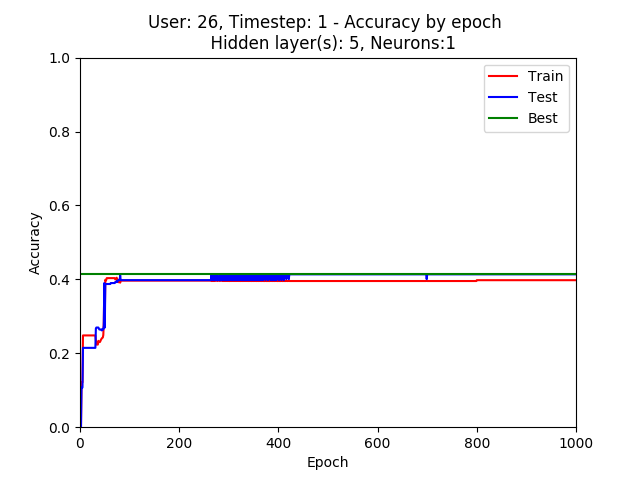 User: 26, Timestep: 1 - Accuracy by epoch
Hidden layer(s): 5, Neurons:1
Train
Test
Best
1.0
0.8
0.6
0.4
0.2
0.0
Accuracy
0
200
400
600
800
1000
Epoch